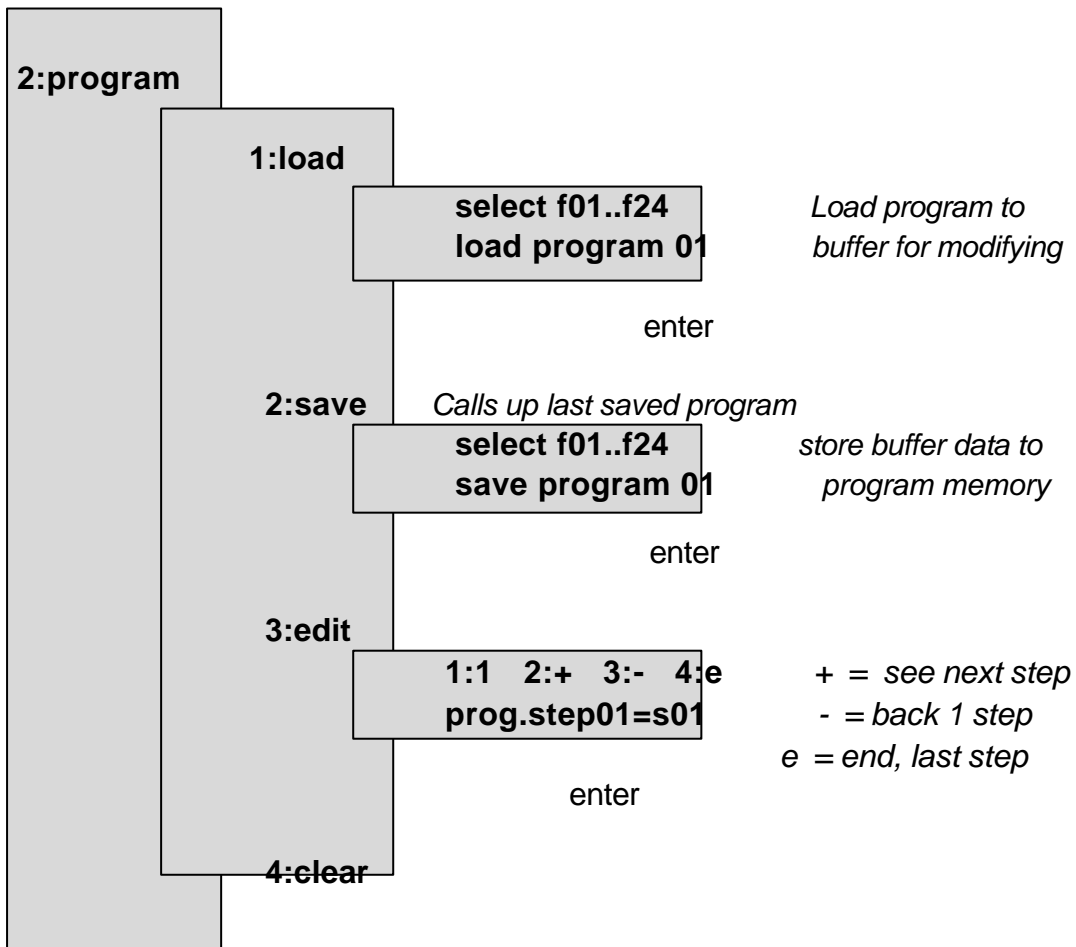 2:program
1:load
select f01..f24 Load program to
load program 01 buffer for modifying
enter
2:save Calls up last saved program
select f01..f24 store buffer data to
save program 01 program memory
enter
3:edit
1:1 2:+ 3:- 4:e + = see next step
prog.step01=s01 - = back 1 step
e = end, last step
enter
4:clear